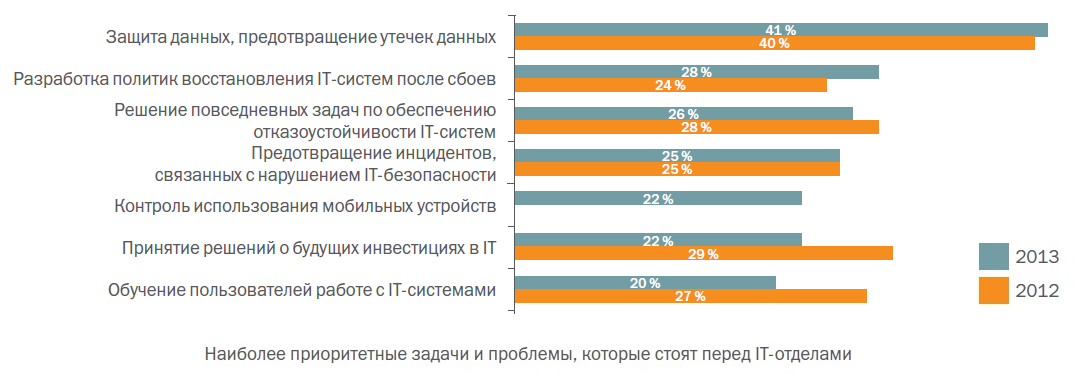 Защита данных, предотвращение утечек данных
41 %
40 %
Разработка политик восстановления IT-систем после сбоев
28 %
24 %
Решение повседневных задач по обеспечению
отказоустойчивости IT-систем
26 %
28 %
Предотвращение инцидентов,
связанных с нарушением IT-безопасности
25 %
25 %
Контроль использования мобильных устройств
22 %
Принятие решений о будущих инвестициях в IT
22 %
29 %
Обучение пользователей работе с IT-системами
20 %
27 %
2013
2012
Наиболее приоритетные задачи и проблемы, которые стоят перед IT-отделами